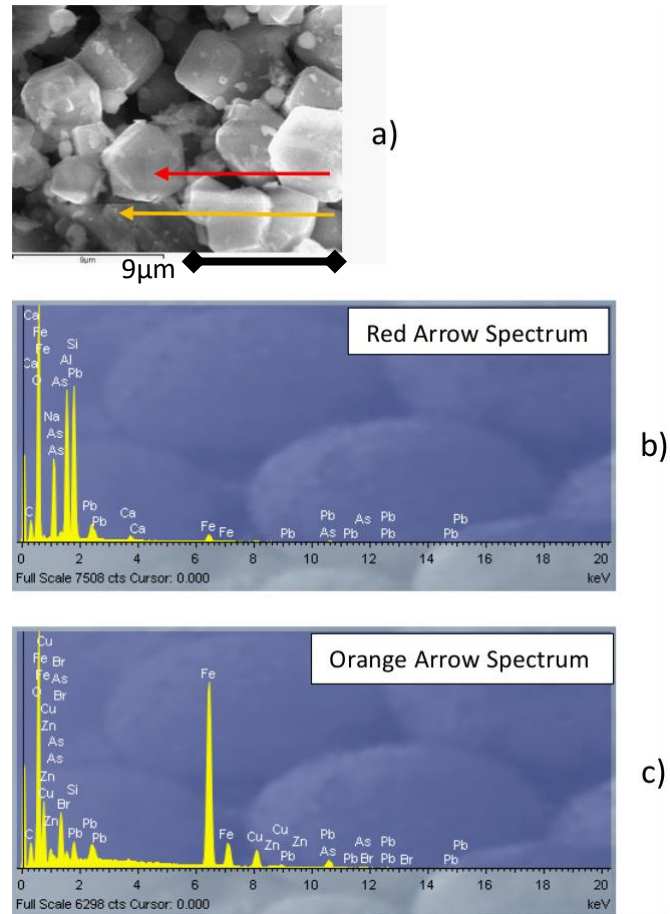 a)
9µm
9µm
Red Arrow Spectrum
b)
Ca
Fe
Fe
Si
Ca
Al
O
As
Pb
Na
As
As
Pb
C
Pb
Ca
Ca
Fe
Fe
Pb
Pb
As
As
Pb
Pb
Pb
Pb
Pb
0 2 4 6 8 10 12 14 16 18 20
Full Scale 7508 cts Cursor: 0.000 keV
Orange Arrow Spectrum
c)
Cu
Fe
Br
Fe
As
O
Br
Cu
Zn
As
As
Zn
Cu
Si
Br
Zn
Pb
Pb
Pb
C
Fe
Fe
Cu
Cu
Zn
Zn
Pb
Pb
As
As
Pb
Pb
Br
Pb
Br
Pb
Pb
0 2 4 6 8 10 12 14 16 18 20
Full Scale 6298 cts Cursor: 0.000 keV